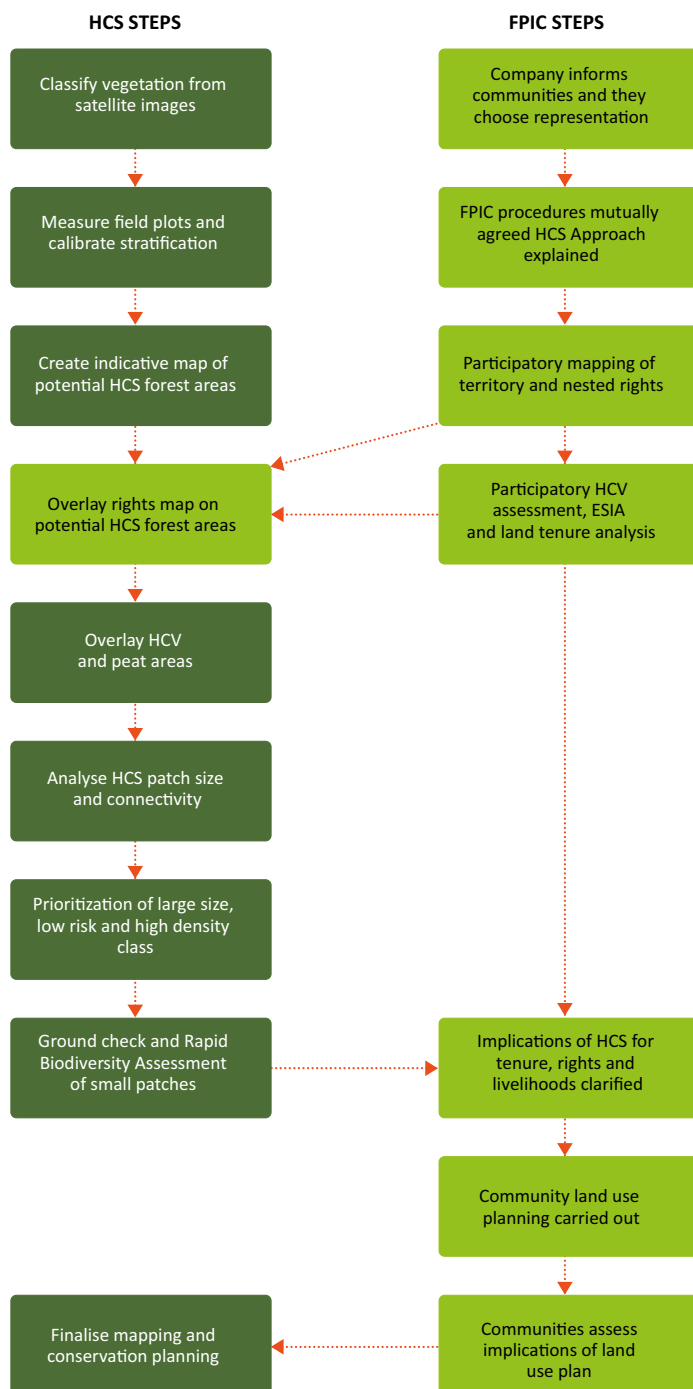 HCS STEPS
Classify vegetation from
satellite images
Measure field plots and
calibrate stratification
Create indicative map of
potential HCS forest areas
Overlay rights map on
potential HCS forest areas
Overlay HCV
and peat areas
Analyse HCS patch size
and connectivity
Prioritization of large size,
low risk and high density
class
Ground check and Rapid
Biodiversity Assessment
of small patches
Finalise mapping and
conservation planning
FPIC STEPS
Company informs
communities and they
choose representation
FPIC procedures mutually
agreed HCS Approach
explained
Participatory mapping of
territory and nested rights
Participatory HCV
assessment, ESIA
and land tenure analysis
Implications of HCS for
tenure, rights and
livelihoods clarified
Community land use
planning carried out
Communities assess
implications of land
use plan